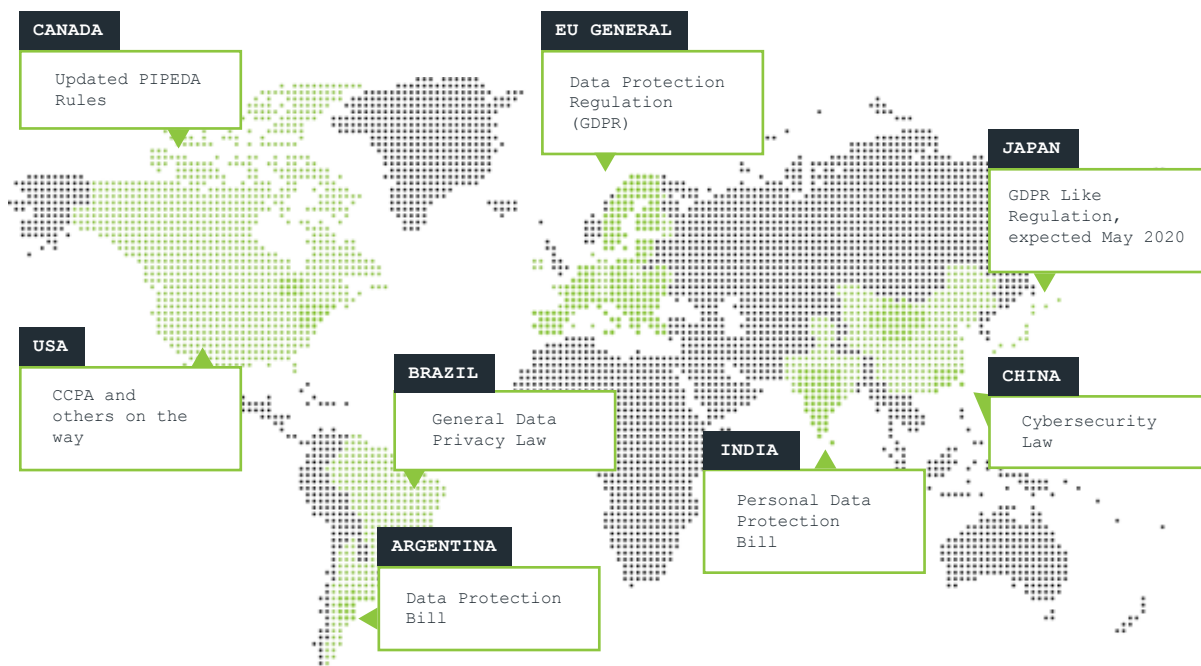 CANADA
Updated PIPEDA
Rules
EU GENERAL
Data Protection
Regulation
(GDPR)
JAPAN
GDPR Like
Regulation,
expected May 2020
USA
CCPA and
others on the
way
BRAZIL
General Data
Privacy Law
CHINA
Cybersecurity
Law
INDIA
Personal Data
Protection
Bill
ARGENTINA
Data Protection
Bill